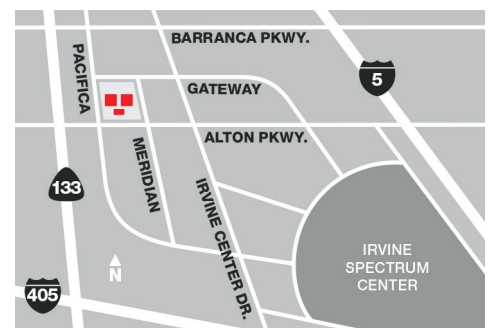 BARRANCA PKWY.
PACIFICA
5
GATEWAY
ALTON PKWY.
MERIDIAN
133
IRVINE CENTER DR.
IRVINE
SPECTRUM
CENTER
N
405